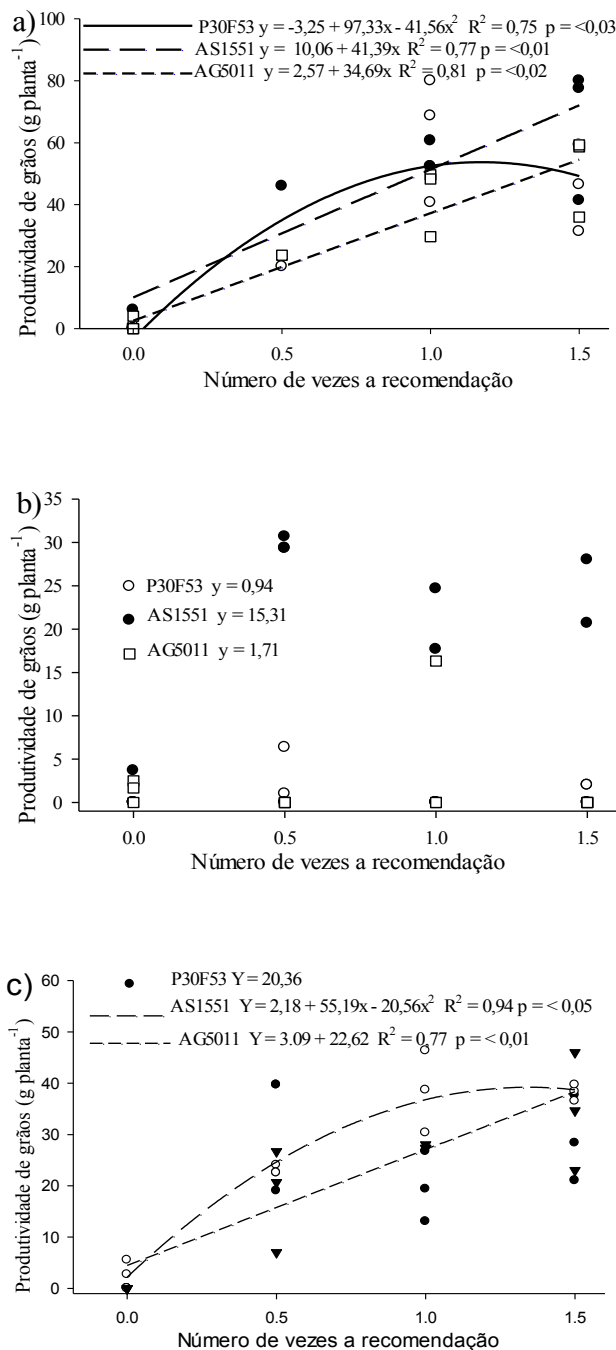 a)
P30F53 y = -3,25 + 97,33x - 41,56x² R² = 0,75 p = <0,03
AS1551 y = 10,06 + 41,39x R² = 0,77 p = <0,01
AG5011 y = 2,57 + 34,69x R² = 0,81 p = <0,02
Produtividade de grãos (g planta⁻¹)
100
80
60
40
20
0
0.0 0.5 1.0 1.5
Número de vezes a recomendação
b)
Produtividade de grãos (g planta⁻¹)
35
30
25
20
15
10
5
0
P30F53 y = 0,94
AS1551 y = 15,31
AG5011 y = 1,71
0.0 0.5 1.0 1.5
Número de vezes a recomendação
c)
P30F53 Y = 20,36
AS1551 Y = 2,18 + 55,19x - 20,56x² R² = 0,94 p = < 0,05
AG5011 Y = 3.09 + 22,62 R² = 0,77 p = < 0,01
Produtividade de grãos (g planta⁻¹)
60
50
40
30
20
10
0
0.0 0.5 1.0 1.5
Número de vezes a recomendação